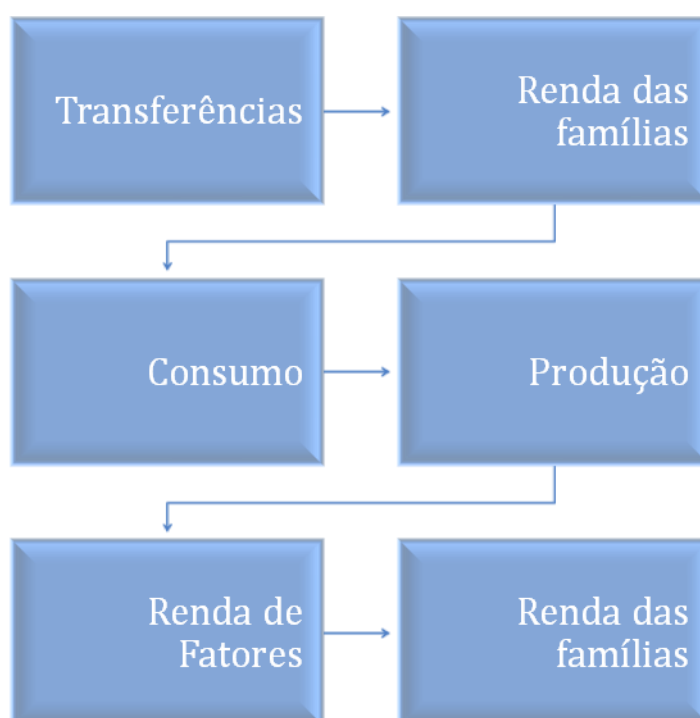 Transferências
Renda das
famílias
Consumo
Produção
Renda de
Fatores
Renda das
famílias